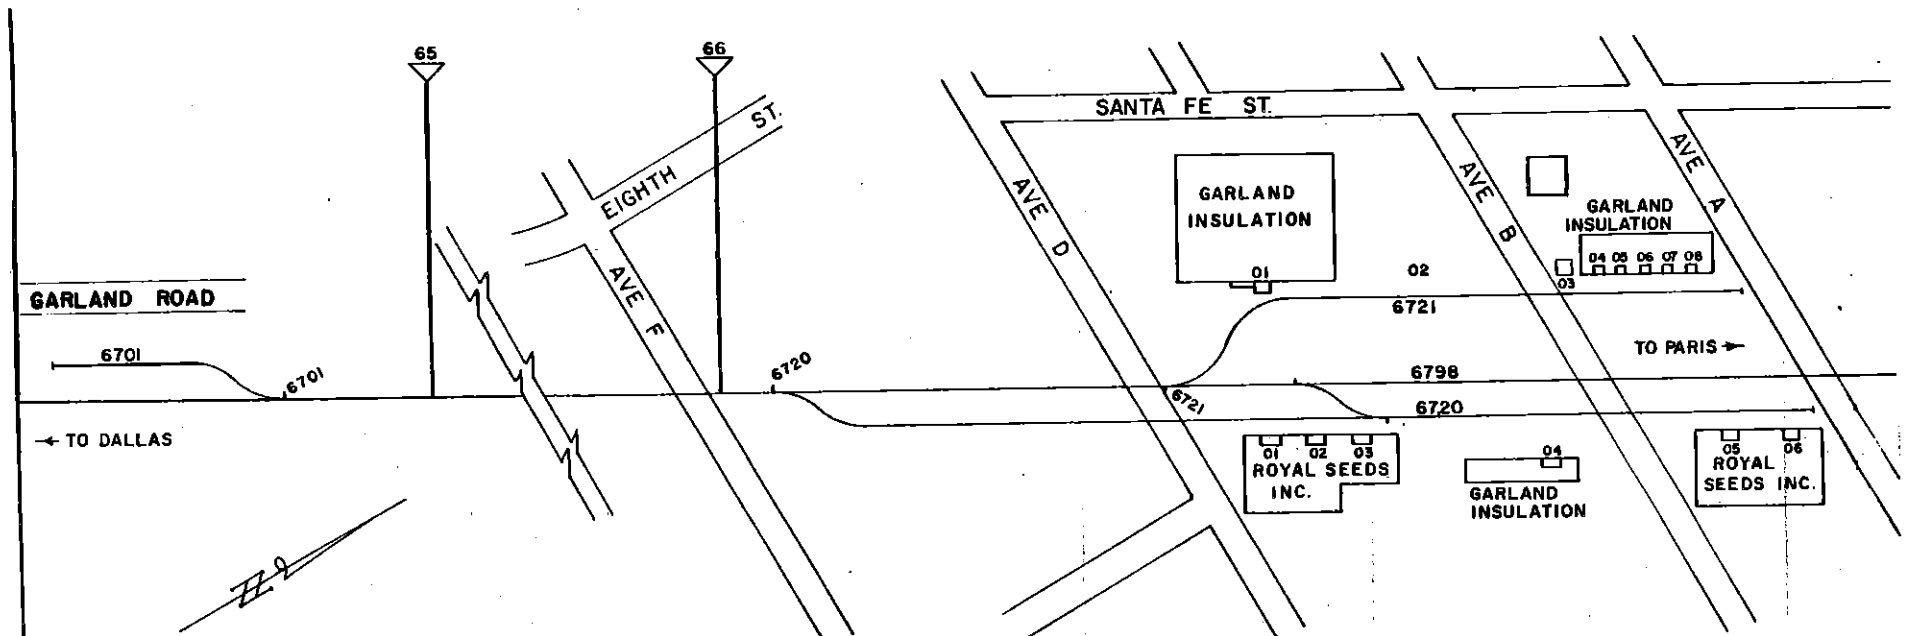 65
66
SANTA FE ST.
EIGHTH ST.
AVE D
AVE B
AVE A
AVE F
GARLAND
INSULATION
01
02
GARLAND
INSULATION
04 05 06 07 08
03
GARLAND ROAD
6701
6701
6720
6721
6721
TO PARIS
6798
6720
TO DALLAS
01 02 03
ROYAL SEEDS
INC.
04
GARLAND
INSULATION
05 06
ROYAL
SEEDS INC.
N